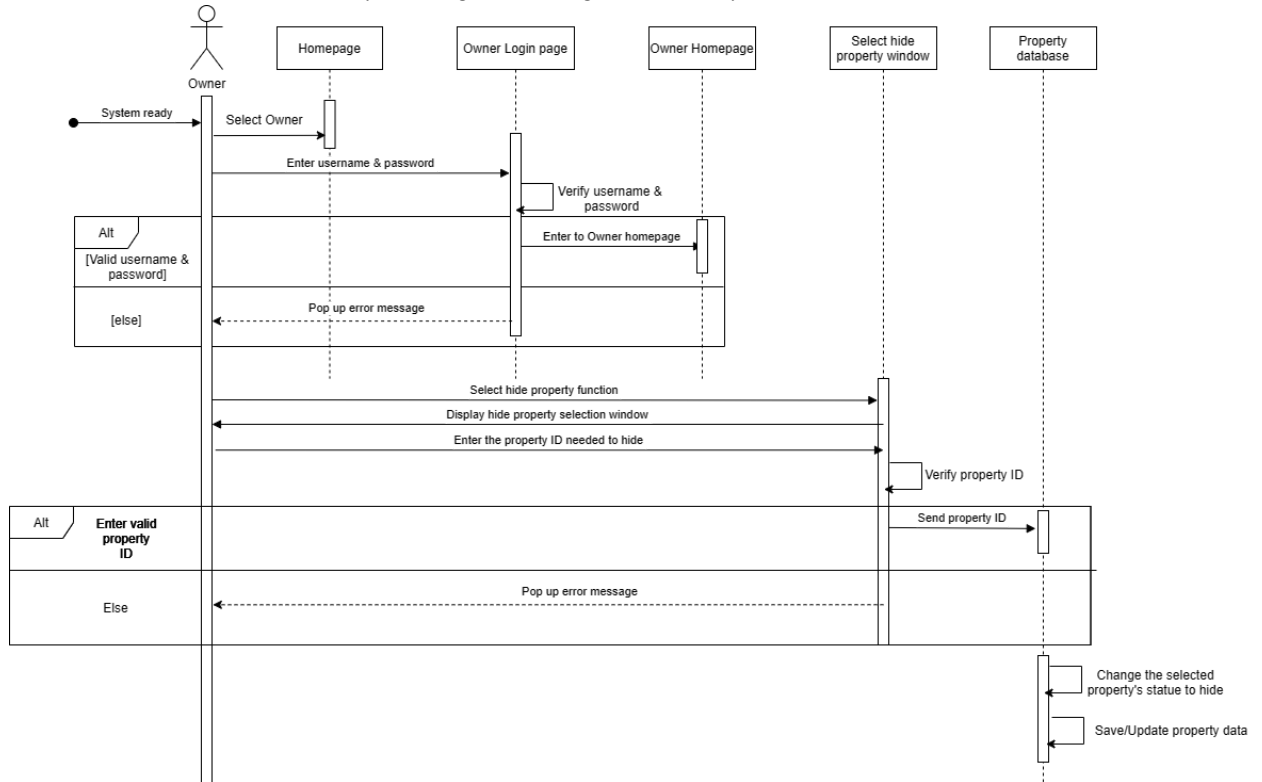 Homepage
Owner Login page
Owner Homepage
Select hide
property window
Property
database
Owner
System ready
Select Owner
Enter username & password
Verify username &
password
Alt
[Valid username &
password]
Enter to Owner homepage
[else]
Pop up error message
Select hide property function
Display hide property selection window
Enter the property ID needed to hide
Verify property ID
Alt
Enter valid
property
ID
Send property ID
Else
Pop up error message
Change the selected
property's statue to hide
Save/Update property data